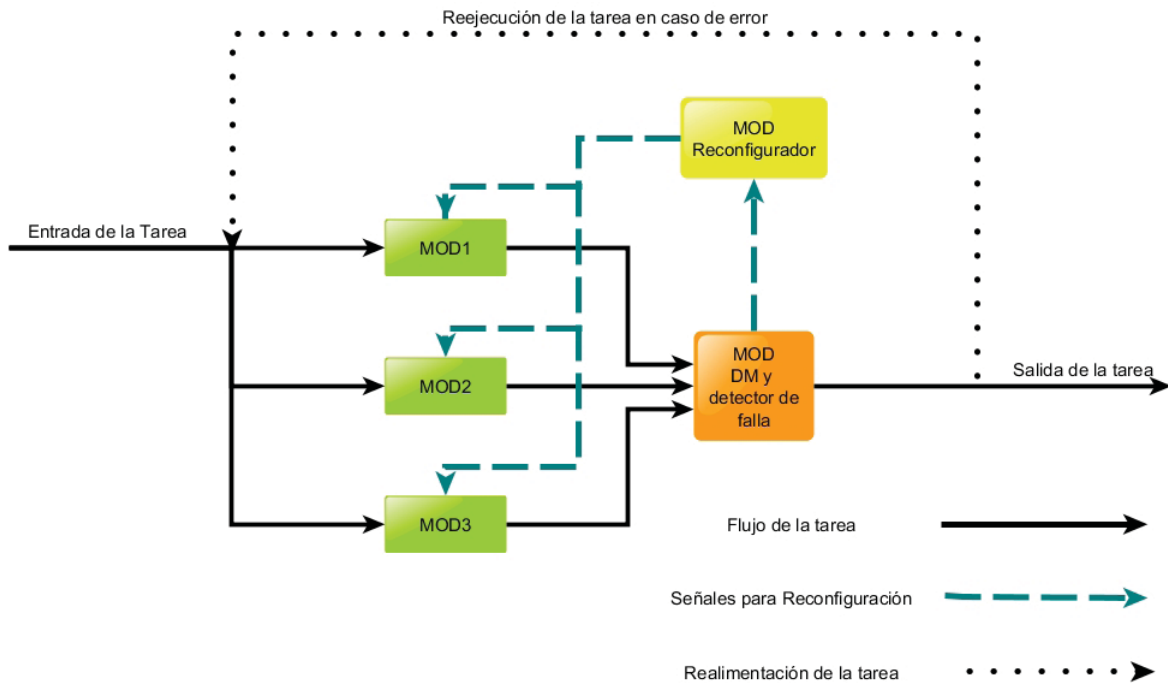 Reejecución de la tarea en caso de error
MOD
Reconfigurador
Entrada de la Tarea
MOD1
MOD2
MOD
DM y
detector de
falla
Salida de la tarea
MOD3
Flujo de la tarea
Señales para Reconfiguración
Realimentación de la tarea